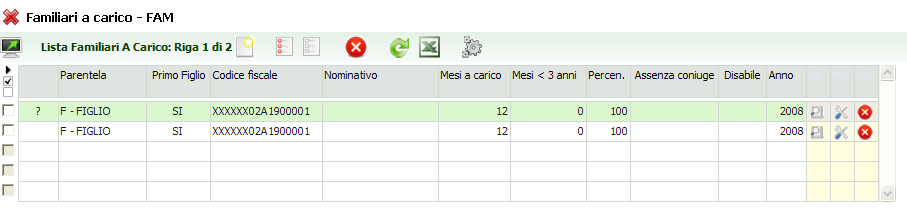 Familiari a carico - FAM
Lista Familiari A Carico: Riga 1 di 2
Parentela Primo Figlio Codice fiscale Nominativo Mesi a carico Mesi < 3 anni Percen. Assenza coniuge Disabile Anno
? F - FIGLIO SI XXXXXX02A1900001 12 0 100 2008
F - FIGLIO SI XXXXXX02A1900001 12 0 100 2008